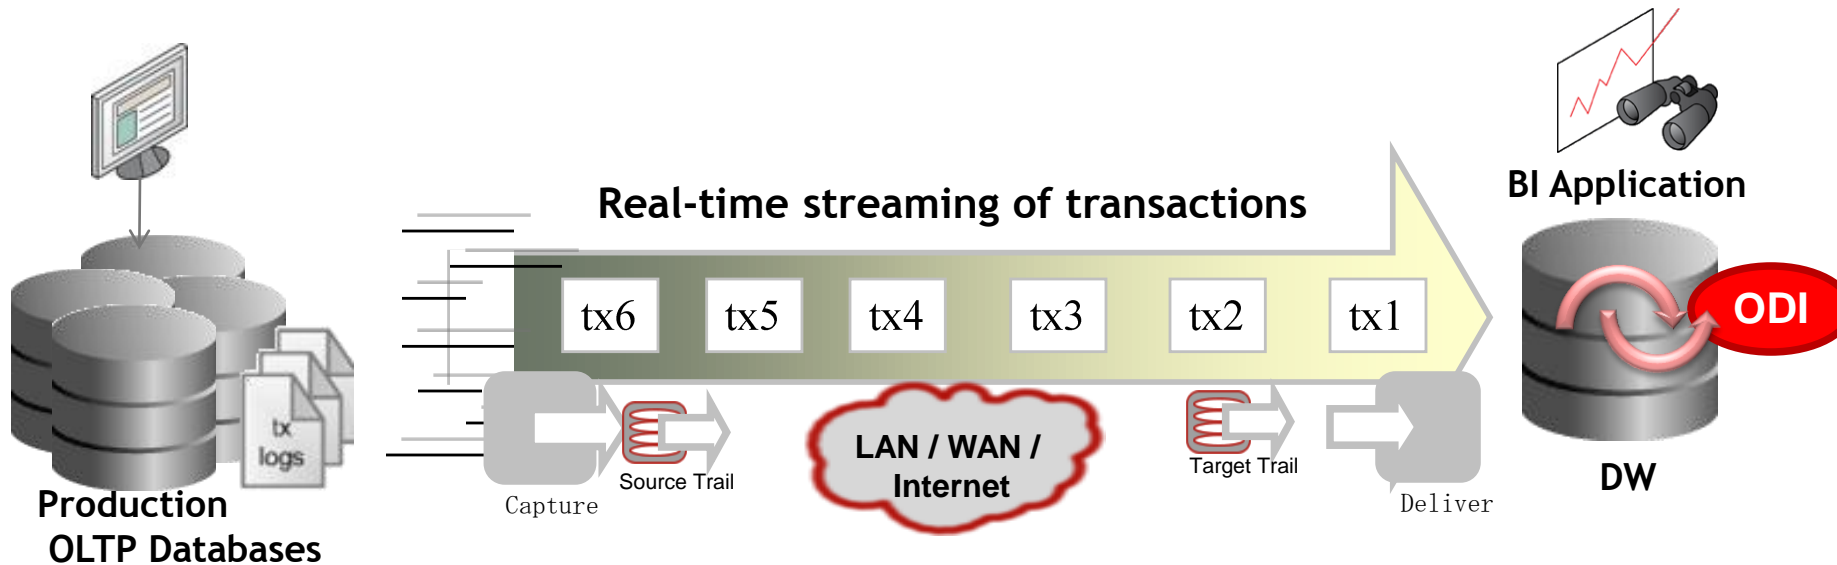 BI Application
Real-time streaming of transactions
tx6 tx5 tx4 tx3 tx2 tx1
ODI
tx
logs
LAN / WAN /
Internet
Source Trail
Target Trail
Capture
Deliver
DW
Production
OLTP Databases